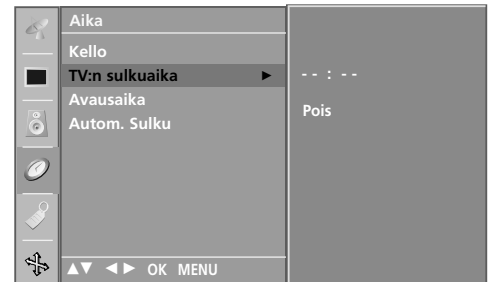 Aika
Kello
TV:n sulkuaika ►
Avausaika
Autom. Sulku
- - : - -
Pois
▲▼ ◄► OK MENU